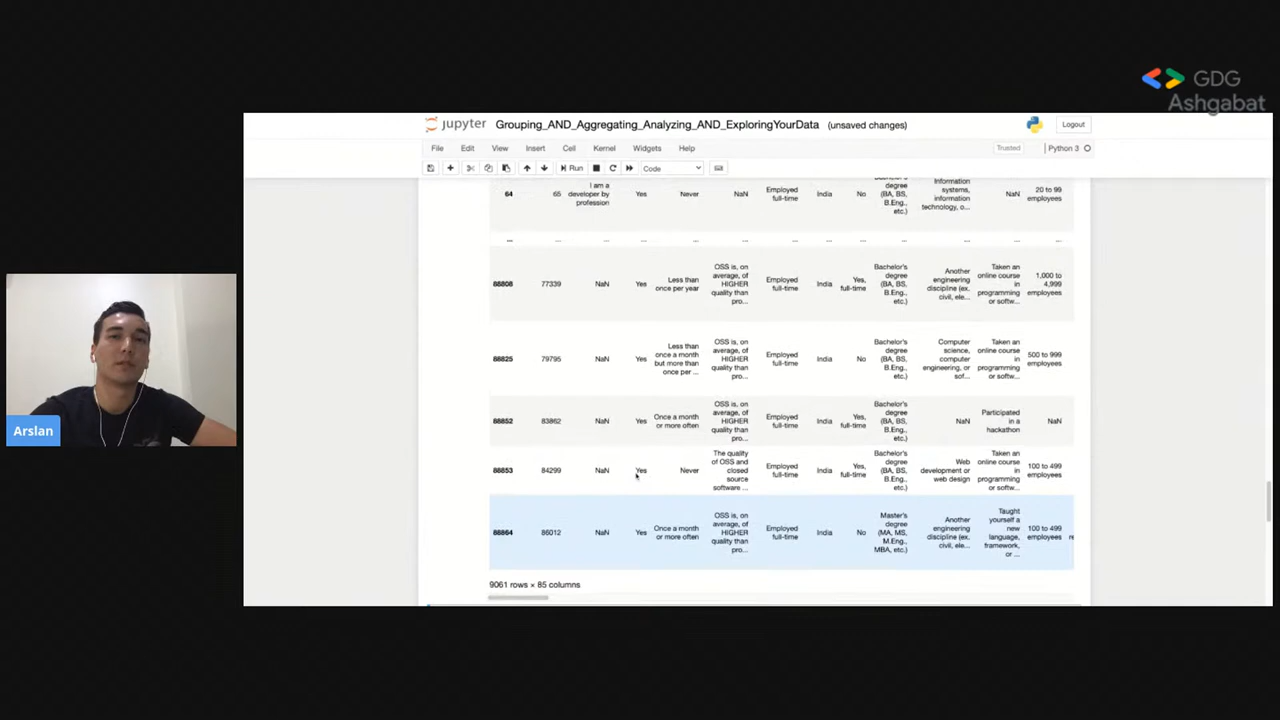 GDG
Ashgabat
jupyter Grouping_AND_Aggregating_Analyzing_AND_ExploringYourData (unsaved changes)
Logout
File Edit View Insert Cell Kernel Widgets Help
Trusted
Python 3
Run
Code
64 65 I am a developer by profession Yes Never NaN Employed full-time India No degree (BA, BS, B.Eng., etc.) Information systems, information technology, o... NaN 20 to 99 employees
... ... ... ... ... ... ... ... ... ... ... ... ...
88808 77339 NaN Yes Less than once per year OSS is, on average, of HIGHER quality than pro... Employed full-time India Yes, full-time Bachelor's degree (BA, BS, B.Eng., etc.) Another engineering discipline (ex. civil, ele... Taken an online course in programming or softw... 1,000 to 4,999 employees
88825 79795 NaN Yes Less than once a month but more than once per ... OSS is, on average, of HIGHER quality than pro... Employed full-time India No Bachelor's degree (BA, BS, B.Eng., etc.) Computer science, computer engineering, or sof... Taken an online course in programming or softw... 500 to 999 employees
88852 83862 NaN Yes Once a month or more often OSS is, on average, of HIGHER quality than pro... Employed full-time India Yes, full-time Bachelor's degree (BA, BS, B.Eng., etc.) NaN Participated in a hackathon NaN
88853 84299 NaN Yes Never The quality of OSS and closed source software ... Employed full-time India Yes, full-time Bachelor's degree (BA, BS, B.Eng., etc.) Web development or web design Taken an online course in programming or softw... 100 to 499 employees
88864 86012 NaN Yes Once a month or more often OSS is, on average, of HIGHER quality than pro... Employed full-time India No Master's degree (MA, MS, M.Eng., MBA, etc.) Another engineering discipline (ex. civil, ele... Taught yourself a new language, framework, or ... 100 to 499 employees
9061 rows × 85 columns
Arslan